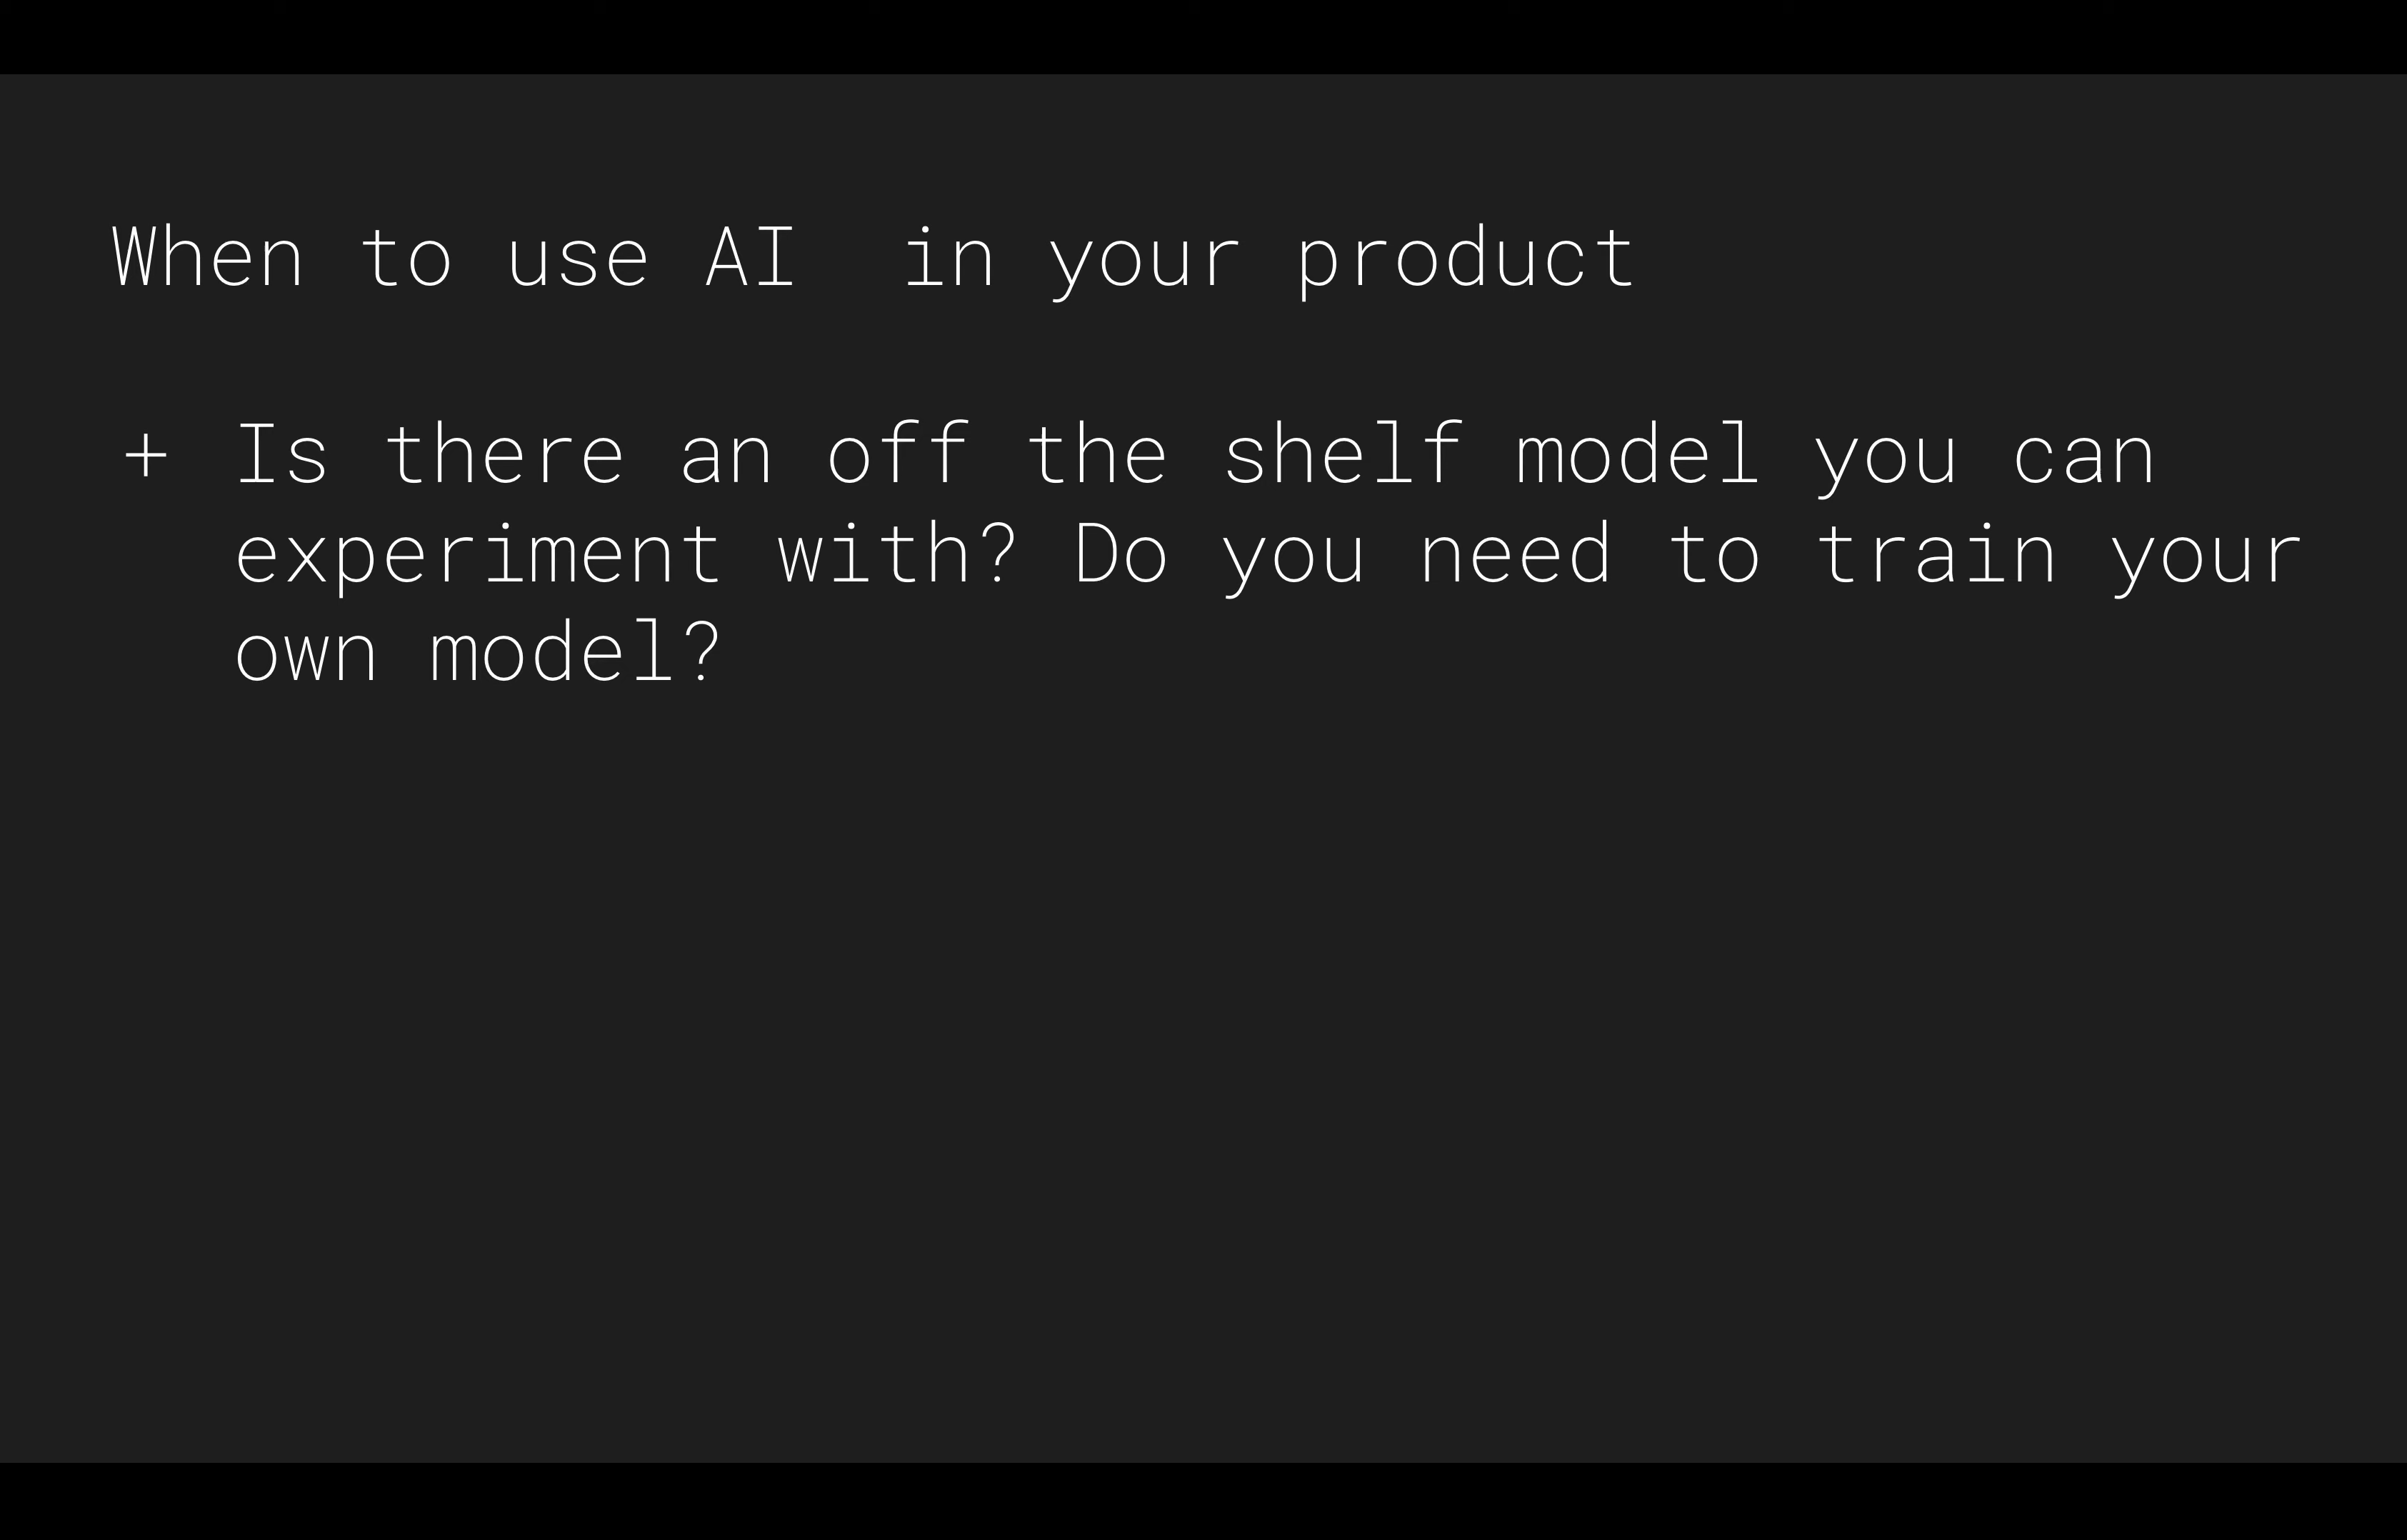 When to use AI  in your product
+ Is there an off the shelf model you can
experiment with? Do you need to train your
own model?